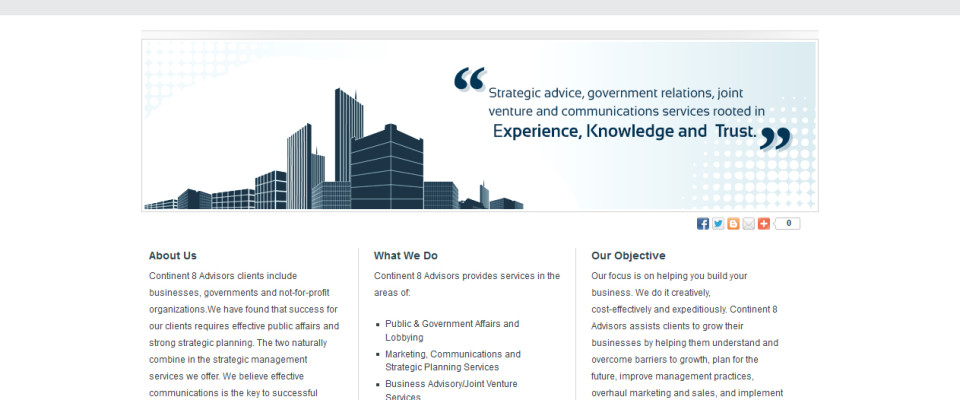 Strategic advice, government relations, joint
venture and communications services rooted in
Experience, Knowledge and Trust.
0
About Us
Continent 8 Advisors clients include
businesses, governments and not-for-profit
organizations.We have found that success for
our clients requires effective public affairs and
strong strategic planning. The two naturally
combine in the strategic management
services we offer. We believe effective
communications is the key to successful
What We Do
Continent 8 Advisors provides services in the
areas of:
Public & Government Affairs and
Lobbying
Marketing, Communications and
Strategic Planning Services
Business Advisory/Joint Venture
Services
Our Objective
Our focus is on helping you build your
business. We do it creatively,
cost-effectively and expeditiously. Continent 8
Advisors assists clients to grow their
businesses by helping them understand and
overcome barriers to growth, plan for the
future, improve management practices,
overhaul marketing and sales, and implement